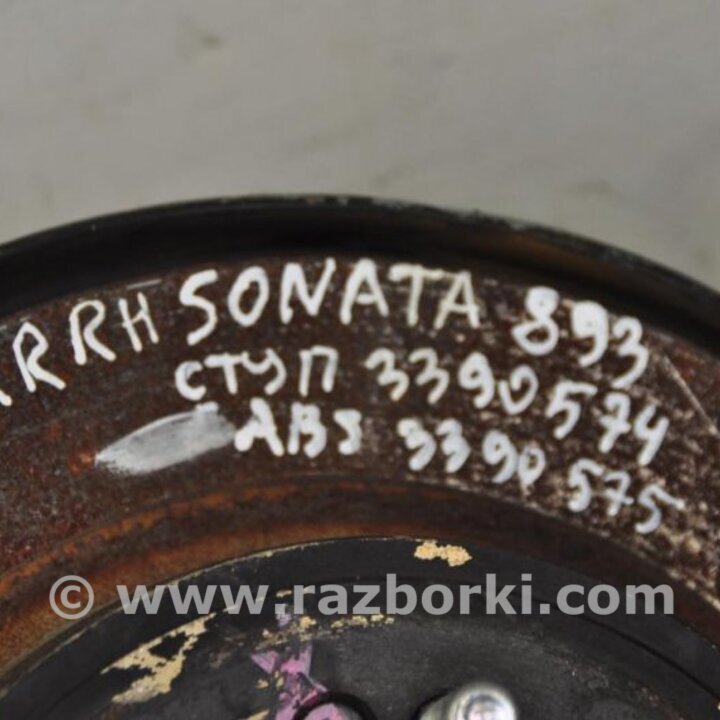 RRH SONATA 893
СТУП 3390574
ABS 3390575
© www.razborki.com